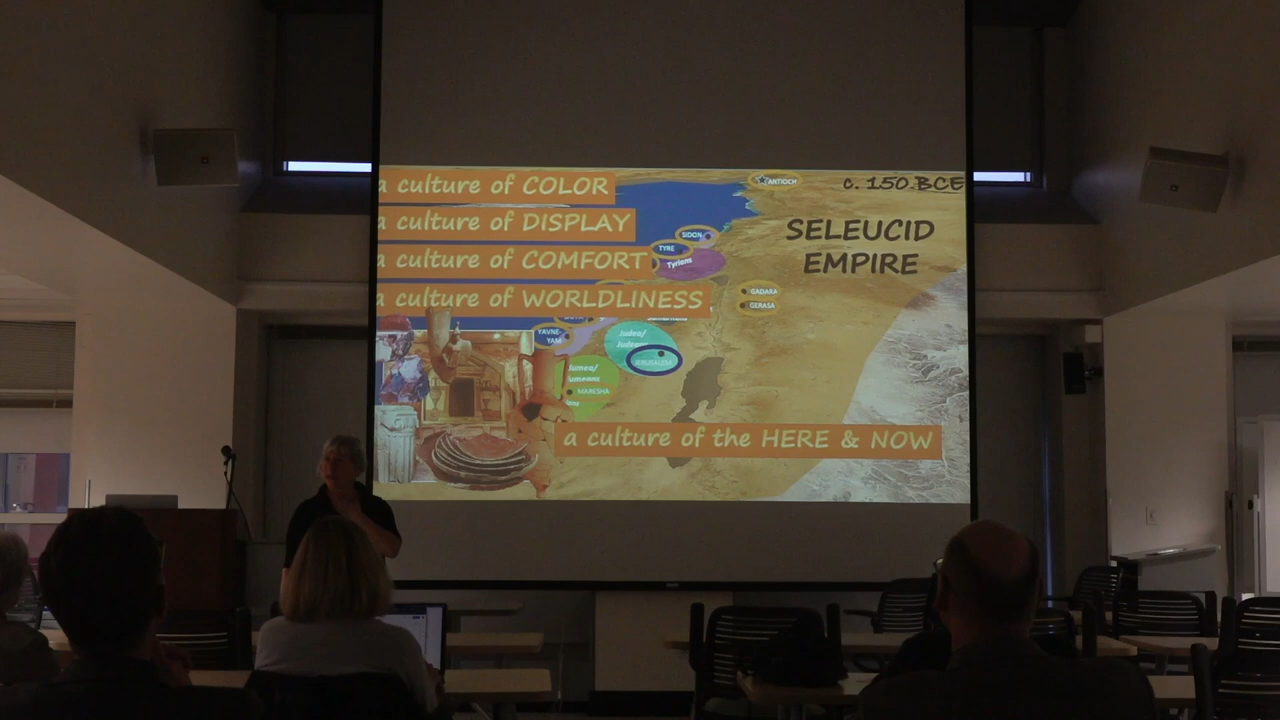 a culture of COLOR
a culture of DISPLAY
a culture of COMFORT
a culture of WORLDLINESS
c. 150 BCE
SELEUCID
EMPIRE
ANTIOCH
SIDON
TYRE
Tyrians
GADARA
GERASA
YAVNE-
YAM
Judea/
JERUSALEM
MARESHA
a culture of the HERE & NOW